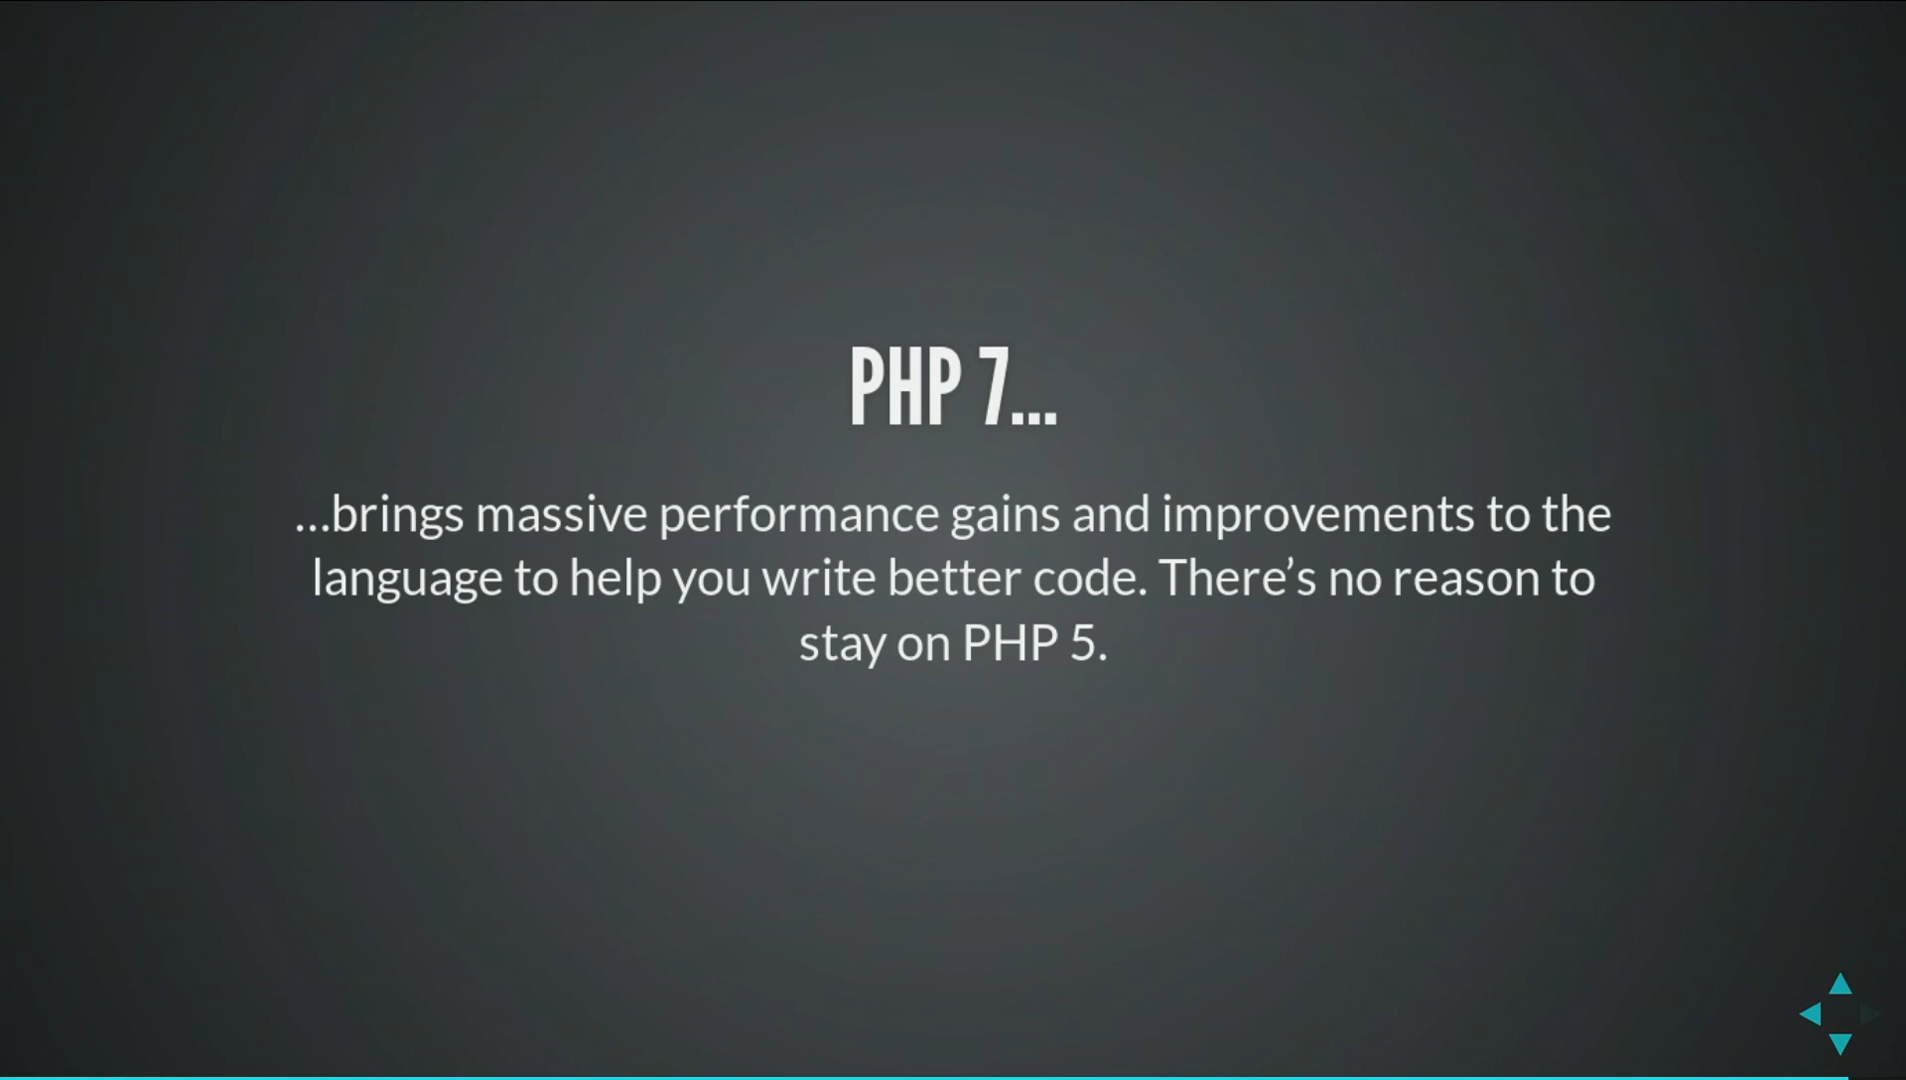 PHP 7...
...brings massive performance gains and improvements to the
language to help you write better code. There’s no reason to
stay on PHP 5.